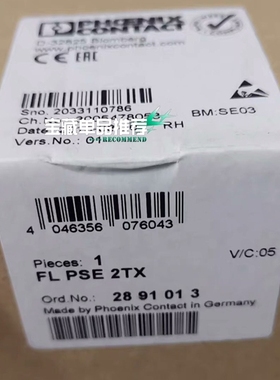 PHOENIX
CONTACT
D-32825 Blomberg
www.phoenixcontact.com
CE EAC
Sno. 2033110786
BM:SE03
RH
Date
Vers.No.: 04
宝藏单品推荐
RECOMMEND
4 046356 076043
Pieces: 1
V/C:05
FL PSE 2TX
Ord.No.: 28 91 01 3
Made by Phoenix Contact in Germany